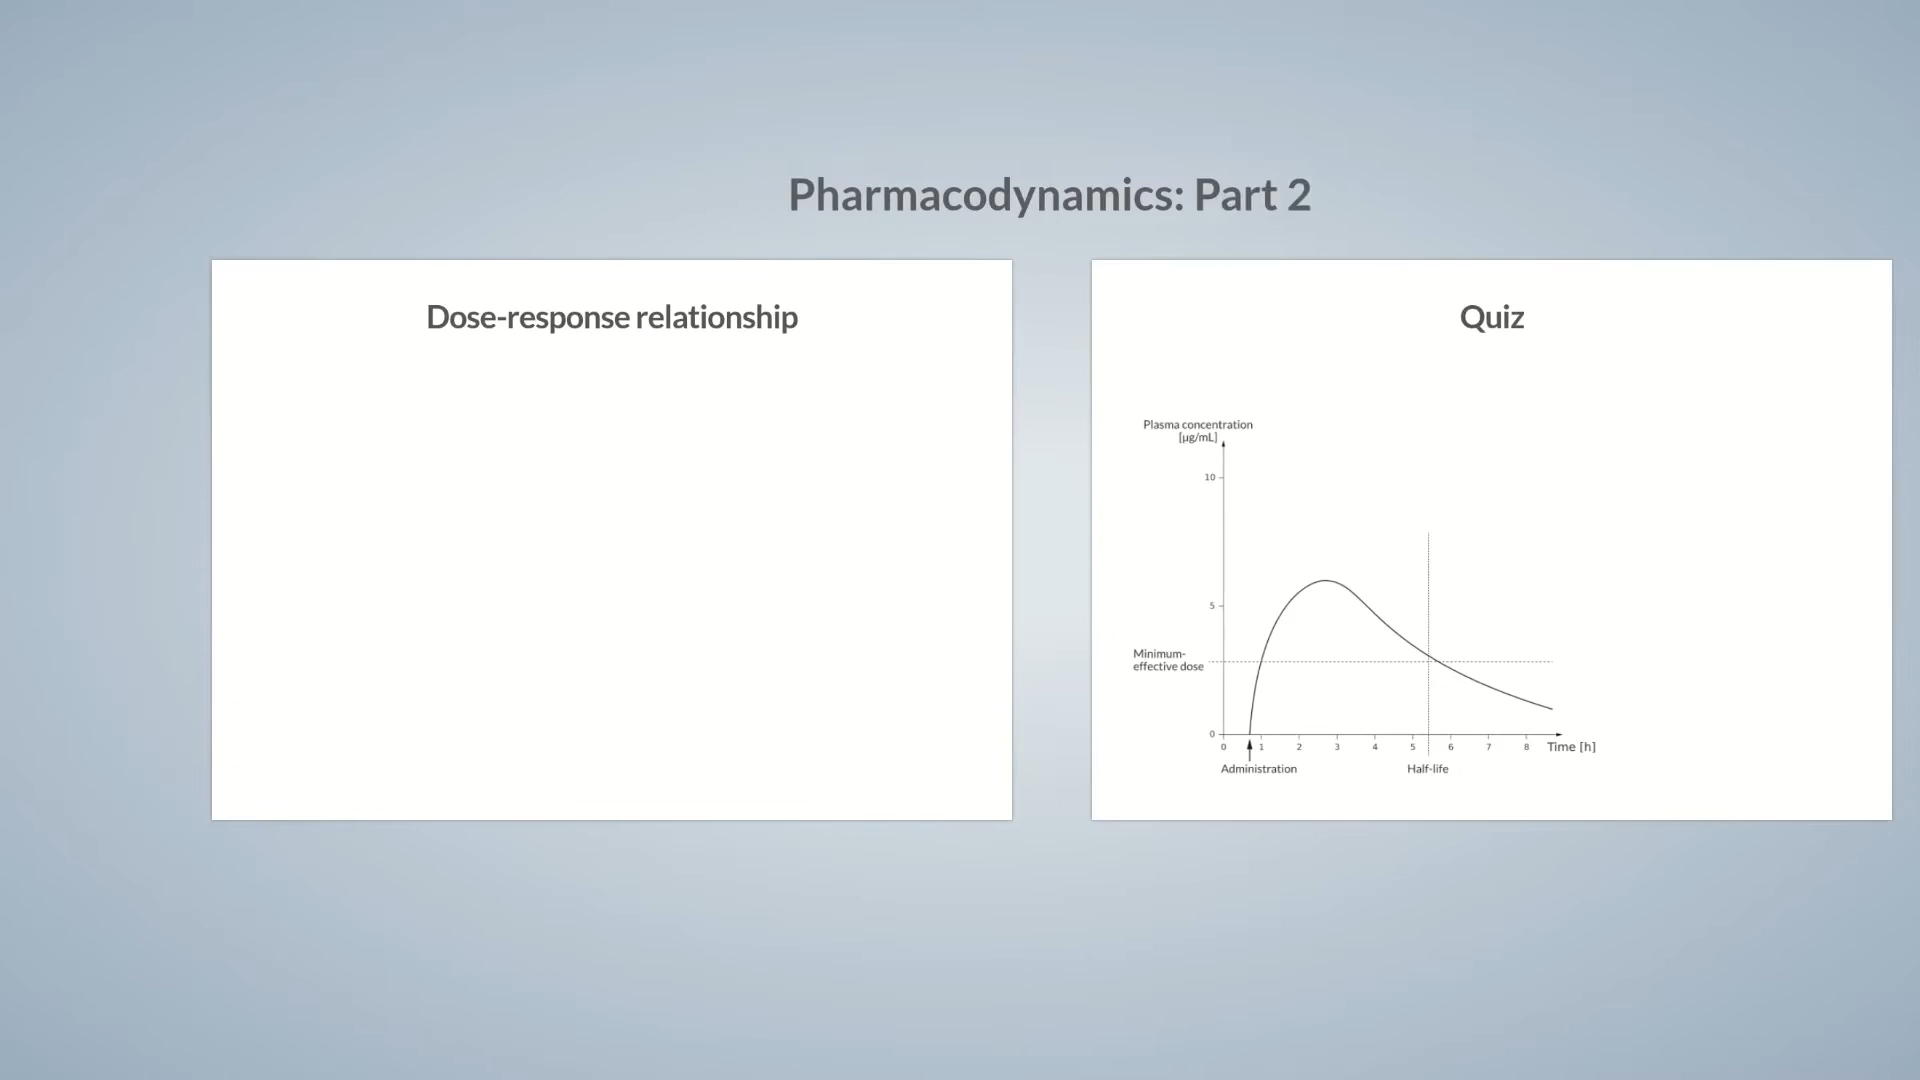 Pharmacodynamics: Part 2
Dose-response relationship
Quiz
Plasma concentration
[µg/mL]
10
5
Minimum-
effective dose
0
0 1 2 3 4 5 6 7 8 Time [h]
Administration
Half-life